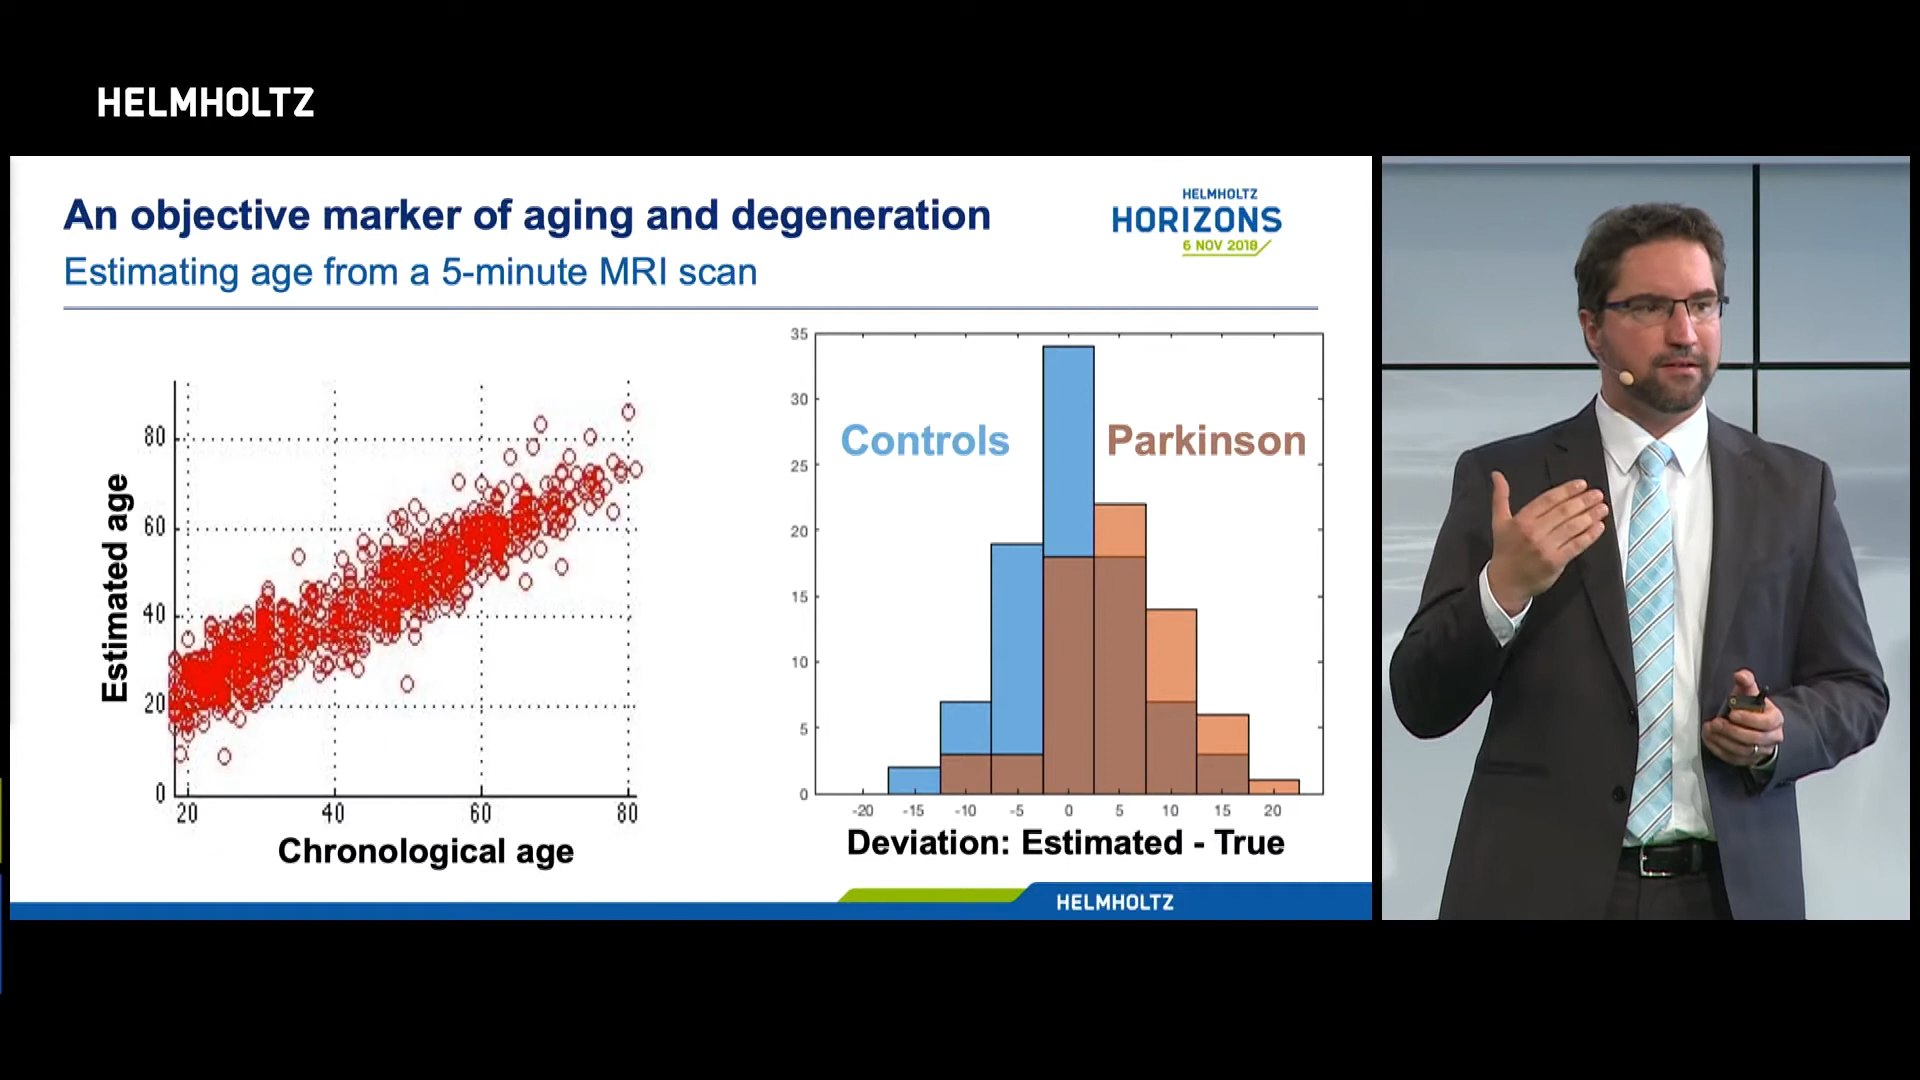 HELMHOLTZ
An objective marker of aging and degeneration
Estimating age from a 5-minute MRI scan
HELMHOLTZ
HORIZONS
6 NOV 2018
Estimated age
80
60
40
20
0
20 40 60 80
Chronological age
35
30
25
20
15
10
5
0
Controls Parkinson
-20 -15 -10 -5 0 5 10 15 20
Deviation: Estimated - True
HELMHOLTZ